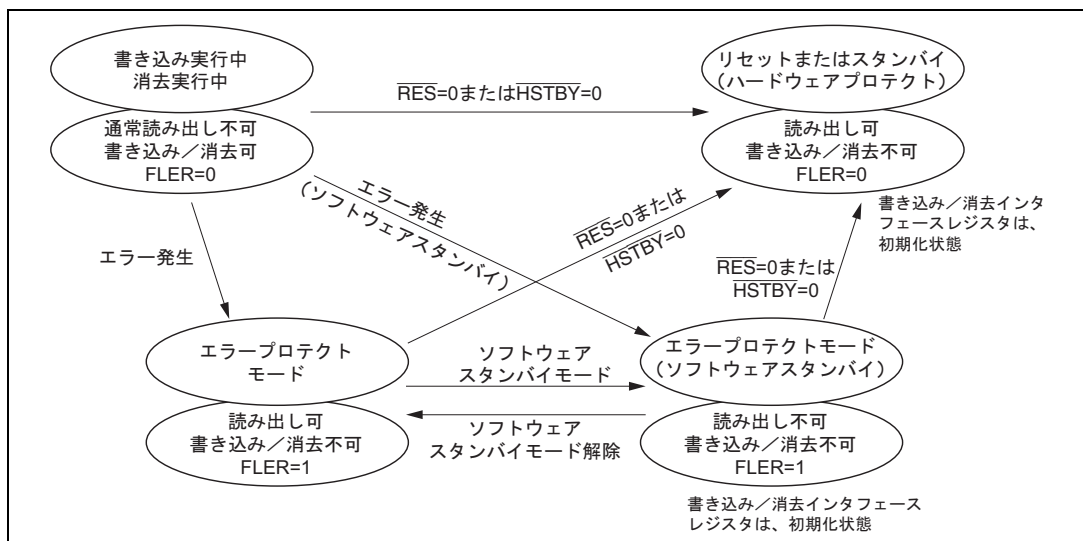 書き込み実行中
消去実行中
通常読み出し不可
書き込み／消去可
FLER=0
RES=0またはHSTBY=0
リセットまたはスタンバイ
（ハードウェアプロテクト）
読み出し可
書き込み／消去不可
FLER=0
書き込み／消去インタ
フェースレジスタは、
初期化状態
エラー発生
エラー発生
（ソフトウェアスタンバイ）
RES=0または
HSTBY=0
RES=0または
HSTBY=0
エラープロテクト
モード
読み出し可
書き込み／消去不可
FLER=1
ソフトウェア
スタンバイモード
ソフトウェア
スタンバイモード解除
エラープロテクトモード
（ソフトウェアスタンバイ）
読み出し不可
書き込み／消去不可
FLER=1
書き込み／消去インタフェース
レジスタは、初期化状態